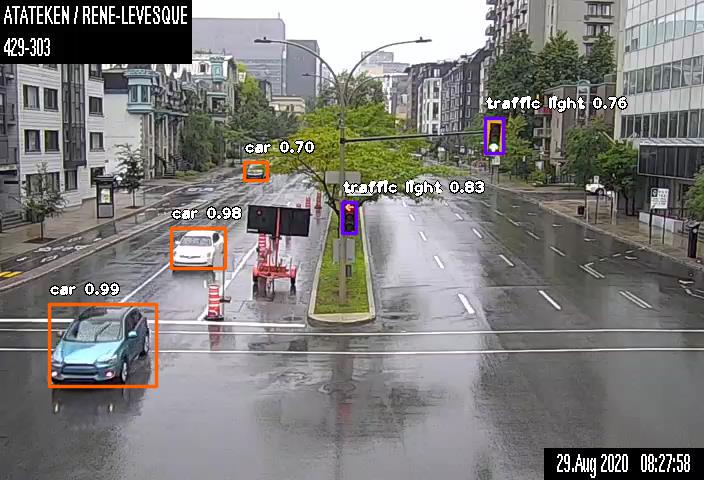 ATATEKEN / RENE-LEVESQUE
429-303
traffic light 0.76
car 0.70
traffic light 0.83
car 0.98
car 0.99
29.Aug 2020 08:27:58